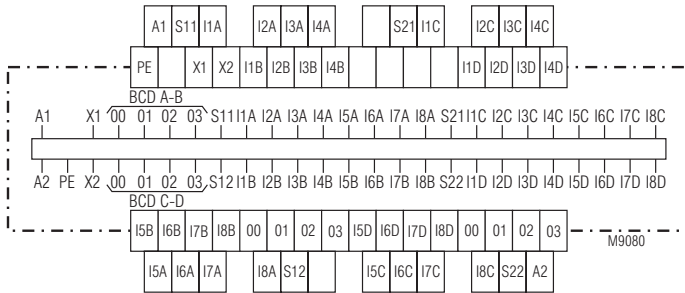 A1 S11 I1A I2A I3A I4A S21 I1C I2C I3C I4C
PE X1 X2 I1B I2B I3B I4B I1D I2D I3D I4D
BCD A-B
A1 X1 00 01 02 03 S11 I1A I2A I3A I4A I5A I6A I7A I8A S21 I1C I2C I3C I4C I5C I6C I7C I8C
A2 PE X2 00 01 02 03 S12 I1B I2B I3B I4B I5B I6B I7B I8B S22 I1D I2D I3D I4D I5D I6D I7D I8D
BCD C-D
I5B I6B I7B I8B 00 01 02 03 I5D I6D I7D I8D 00 01 02 03
M9080
I5A I6A I7A I8A S12 I5C I6C I7C I8C S22 A2